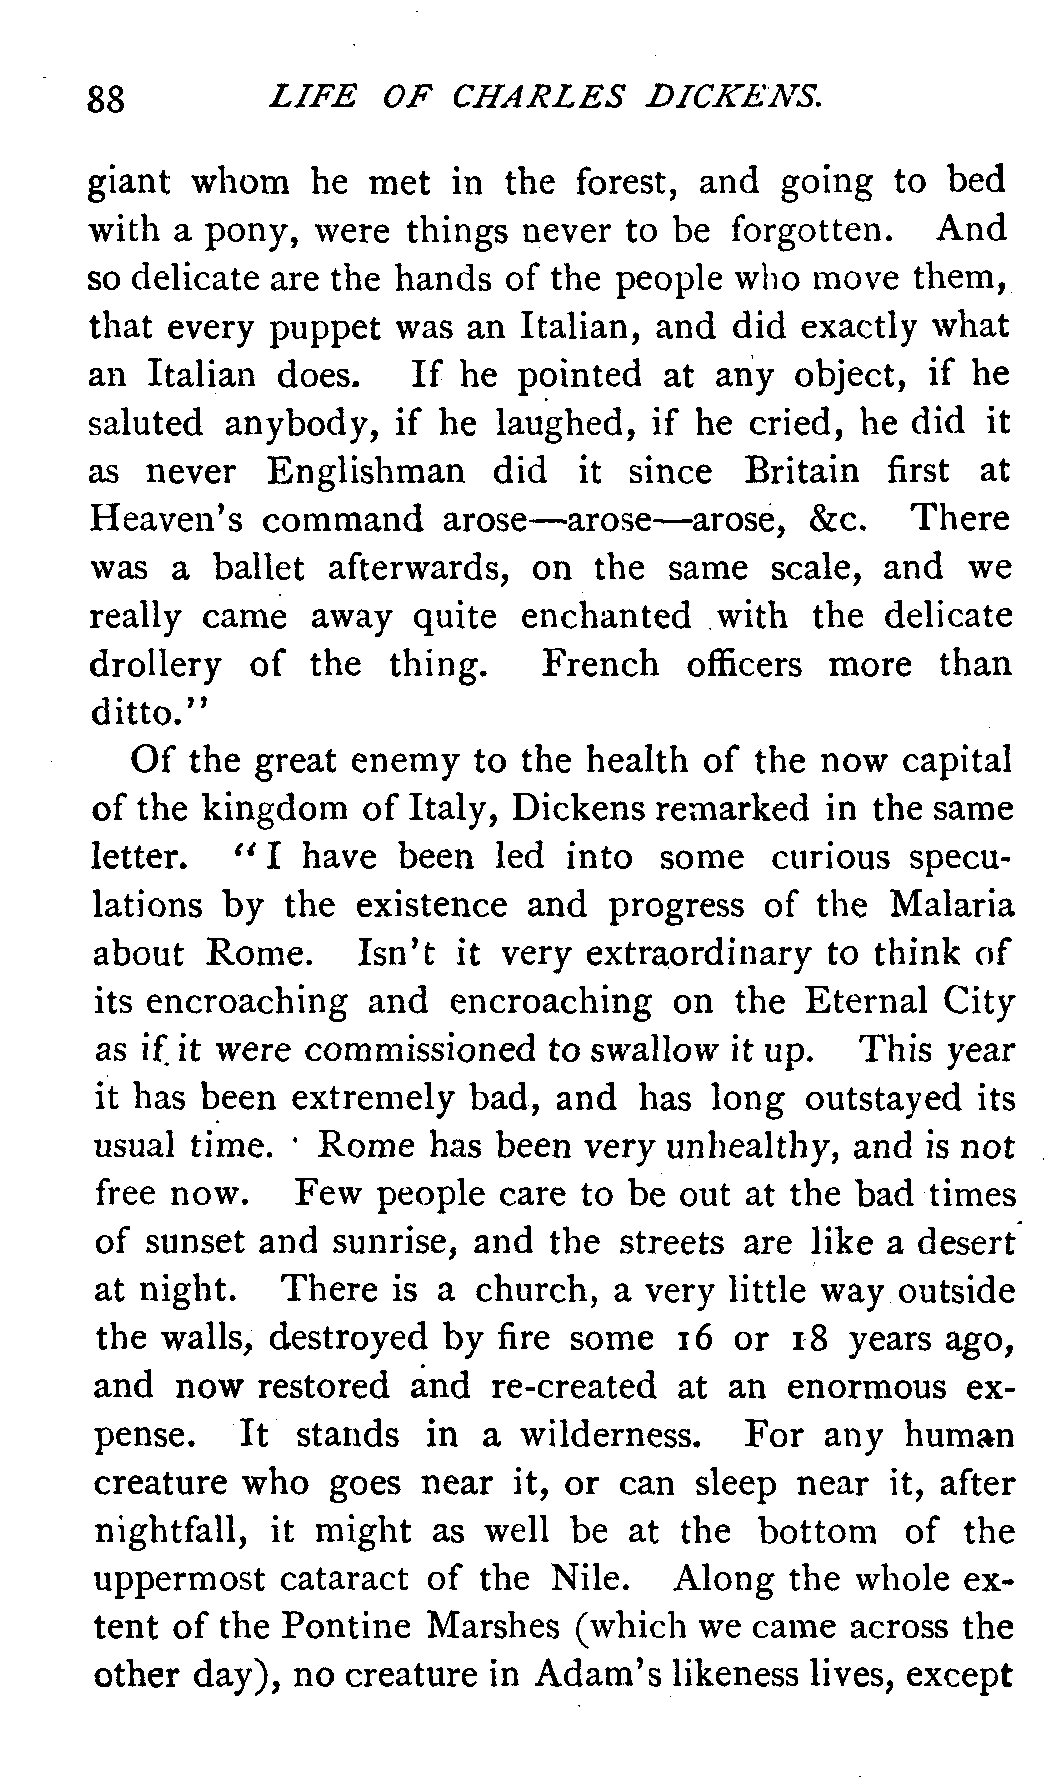 88 LIFE OF CHARLES DICKENS.
giant whom he met in the forest, and going to bed
with a pony, were things never to be forgotten. And
so delicate are the hands of the people who move them,
that every puppet was an Italian, and did exactly what
an Italian does. If he pointed at any object, if he
saluted anybody, if he laughed, if he cried, he did it
as never Englishman did it since Britain first at
Heaven's command arose—arose—arose, &c. There
was a ballet afterwards, on the same scale, and we
really came away quite enchanted with the delicate
drollery of the thing. French officers more than
ditto."
Of the great enemy to the health of the now capital
of the kingdom of Italy, Dickens remarked in the same
letter. "I have been led into some curious specu-
lations by the existence and progress of the Malaria
about Rome. Isn't it very extraordinary to think of
its encroaching and encroaching on the Eternal City
as if it were commissioned to swallow it up. This year
it has been extremely bad, and has long outstayed its
usual time. Rome has been very unhealthy, and is not
free now. Few people care to be out at the bad times
of sunset and sunrise, and the streets are like a desert
at night. There is a church, a very little way outside
the walls, destroyed by fire some 16 or 18 years ago,
and now restored and re-created at an enormous ex-
pense. It stands in a wilderness. For any human
creature who goes near it, or can sleep near it, after
nightfall, it might as well be at the bottom of the
uppermost cataract of the Nile. Along the whole ex-
tent of the Pontine Marshes (which we came across the
other day), no creature in Adam's likeness lives, except